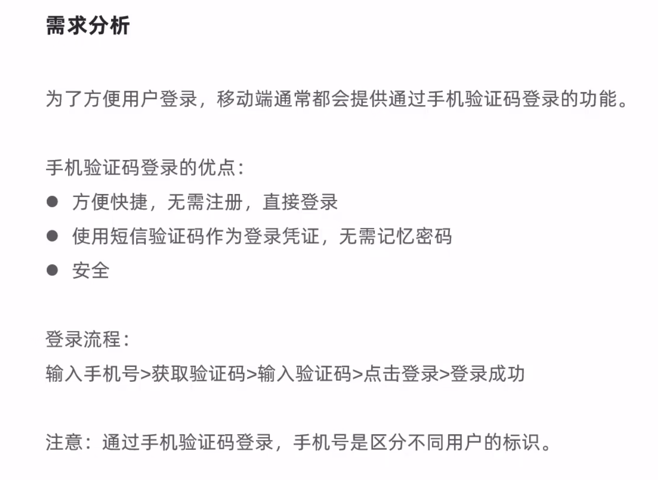 需求分析
为了方便用户登录，移动端通常都会提供通过手机验证码登录的功能。
手机验证码登录的优点：
● 方便快捷，无需注册，直接登录
● 使用短信验证码作为登录凭证，无需记忆密码
● 安全
登录流程：
输入手机号>获取验证码>输入验证码>点击登录>登录成功
注意：通过手机验证码登录，手机号是区分不同用户的标识。